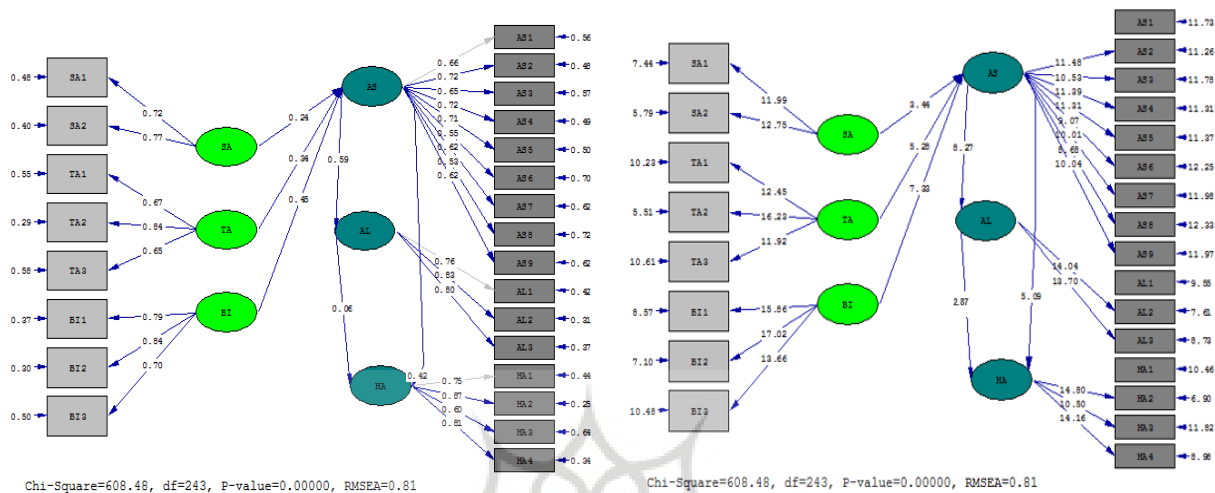 0.48 SA1
0.40 SA2
0.55 TA1
0.29 TA2
0.58 TA3
0.37 BI1
0.30 BI2
0.50 BI3
0.72
0.77
0.67
0.84
0.65
0.79
0.84
0.70
SA
TA
BI
0.24
0.34
0.45
AS
AL
HA
0.59
0.06
0.42
0.66
0.72
0.65
0.72
0.71
0.55
0.62
0.53
0.62
0.76
0.83
0.80
0.75
0.87
0.60
0.81
AS1 0.56
AS2 0.48
AS3 0.57
AS4 0.49
AS5 0.50
AS6 0.70
AS7 0.62
AS8 0.72
AS9 0.62
AL1 0.42
AL2 0.31
AL3 0.37
HA1 0.44
HA2 0.25
HA3 0.64
HA4 0.34
Chi-Square=608.48, df=243, P-value=0.00000, RMSEA=0.81
7.44 SA1
5.79 SA2
10.23 TA1
5.51 TA2
10.61 TA3
8.57 BI1
7.10 BI2
10.48 BI3
11.99
12.75
12.45
16.23
11.92
15.86
17.02
13.66
SA
TA
BI
3.44
5.28
7.33
AS
AL
HA
8.27
2.87
5.09
11.48
10.53
11.39
11.31
9.07
10.01
8.68
10.04
14.04
13.70
14.80
10.50
14.16
AS1 11.73
AS2 11.26
AS3 11.78
AS4 11.31
AS5 11.37
AS6 12.25
AS7 11.98
AS8 12.33
AS9 11.97
AL1 9.55
AL2 7.61
AL3 8.73
HA1 10.46
HA2 6.90
HA3 11.82
HA4 8.98
Chi-Square=608.48, df=243, P-value=0.00000, RMSEA=0.81